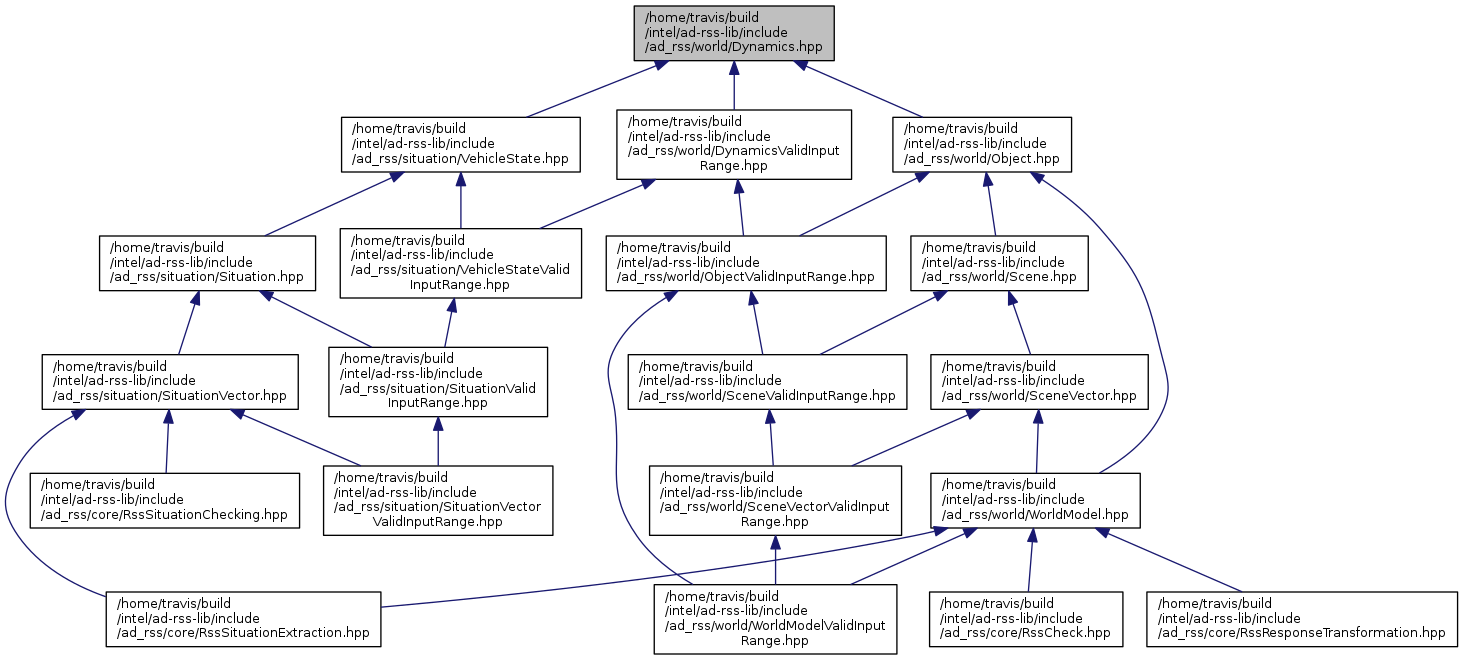 /home/travis/build
/intel/ad-rss-lib/include
/ad_rss/world/Dynamics.hpp
/home/travis/build
/intel/ad-rss-lib/include
/ad_rss/situation/VehicleState.hpp
/home/travis/build
/intel/ad-rss-lib/include
/ad_rss/world/DynamicsValidInput
Range.hpp
/home/travis/build
/intel/ad-rss-lib/include
/ad_rss/world/Object.hpp
/home/travis/build
/intel/ad-rss-lib/include
/ad_rss/situation/Situation.hpp
/home/travis/build
/intel/ad-rss-lib/include
/ad_rss/situation/VehicleStateValid
InputRange.hpp
/home/travis/build
/intel/ad-rss-lib/include
/ad_rss/world/ObjectValidInputRange.hpp
/home/travis/build
/intel/ad-rss-lib/include
/ad_rss/world/Scene.hpp
/home/travis/build
/intel/ad-rss-lib/include
/ad_rss/situation/SituationVector.hpp
/home/travis/build
/intel/ad-rss-lib/include
/ad_rss/situation/SituationValid
InputRange.hpp
/home/travis/build
/intel/ad-rss-lib/include
/ad_rss/world/SceneValidInputRange.hpp
/home/travis/build
/intel/ad-rss-lib/include
/ad_rss/world/SceneVector.hpp
/home/travis/build
/intel/ad-rss-lib/include
/ad_rss/core/RssSituationChecking.hpp
/home/travis/build
/intel/ad-rss-lib/include
/ad_rss/situation/SituationVector
ValidInputRange.hpp
/home/travis/build
/intel/ad-rss-lib/include
/ad_rss/world/SceneVectorValidInput
Range.hpp
/home/travis/build
/intel/ad-rss-lib/include
/ad_rss/world/WorldModel.hpp
/home/travis/build
/intel/ad-rss-lib/include
/ad_rss/core/RssSituationExtraction.hpp
/home/travis/build
/intel/ad-rss-lib/include
/ad_rss/world/WorldModelValidInput
Range.hpp
/home/travis/build
/intel/ad-rss-lib/include
/ad_rss/core/RssCheck.hpp
/home/travis/build
/intel/ad-rss-lib/include
/ad_rss/core/RssResponseTransformation.hpp